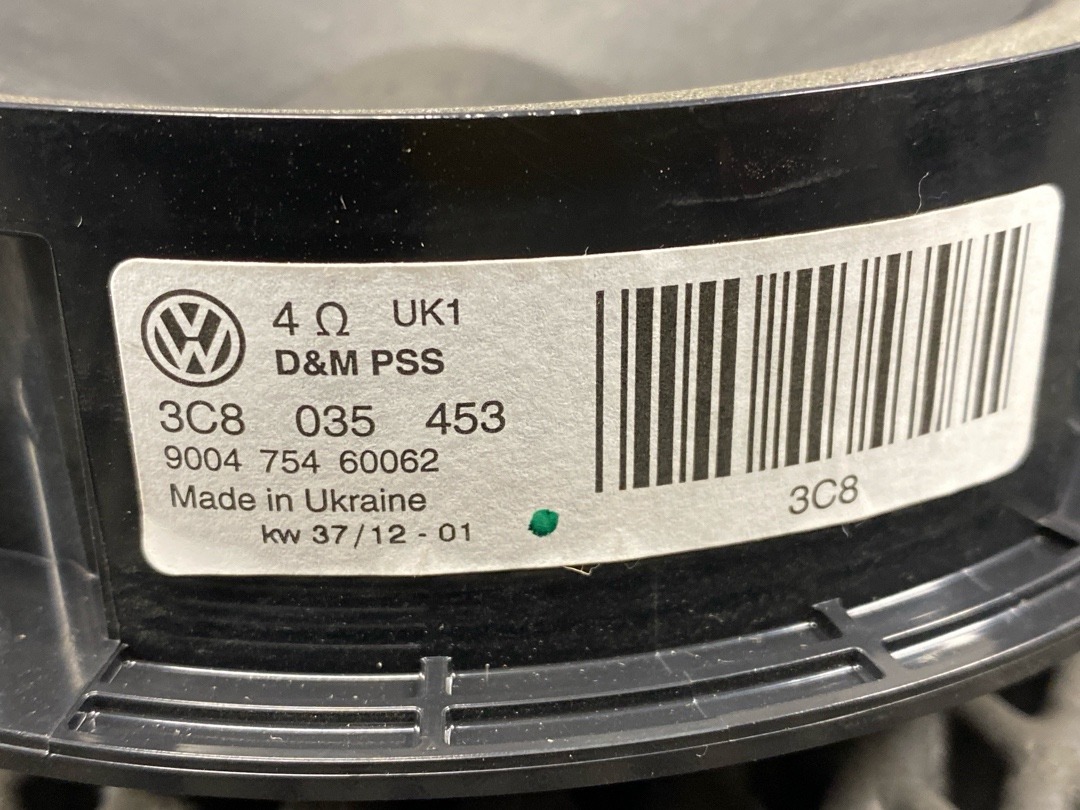 4 Ω UK1
D&M PSS
3C8 035 453
9004 754 60062
Made in Ukraine
kw 37/12 - 01
3C8